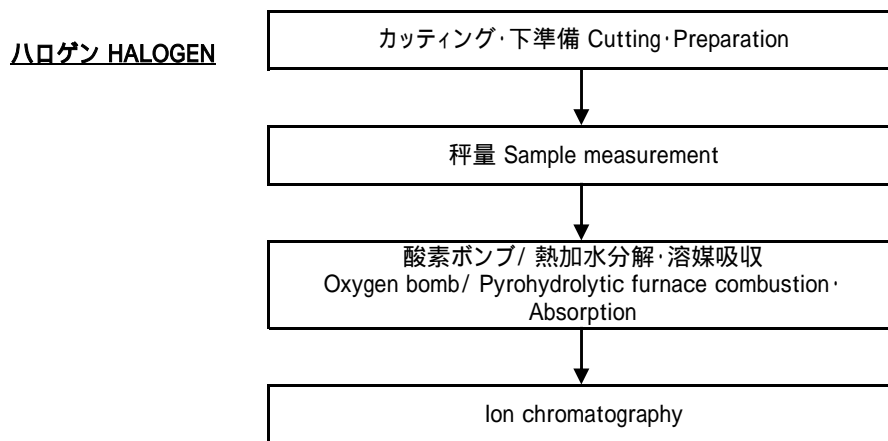 ハロゲン HALOGEN
カッティング・下準備 Cutting・Preparation
秤量 Sample measurement
酸素ボンブ/ 熱加水分解・溶媒吸収
Oxygen bomb/ Pyrohydrolytic furnace combustion・
Absorption
Ion chromatography